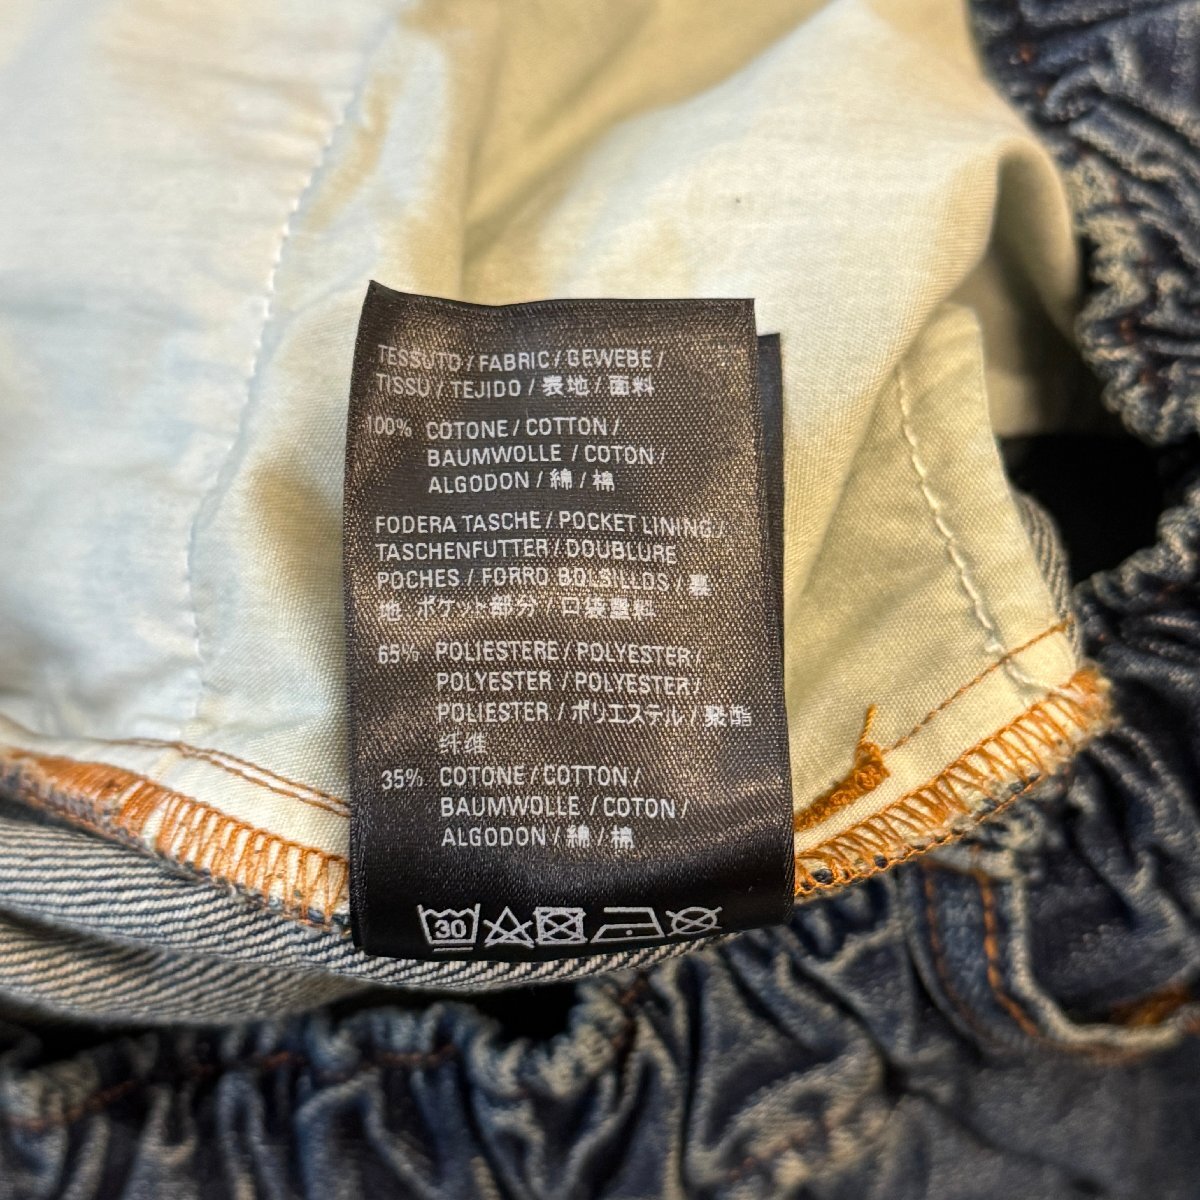 TESSUTO / FABRIC / GEWEBE /
TISSU / TEJIDO / 表地 / 面料
100% COTONE / COTTON /
BAUMWOLLE / COTON /
ALGODON / 綿 / 棉
FODERA TASCHE / POCKET LINING /
TASCHENFUTTER / DOUBLURE
POCHES / FORRO BOLSILLOS / 裏
地, ポケット部分 / 口袋里料
65% POLIESTERE / POLYESTER /
POLYESTER / POLYESTER /
POLIESTER / ポリエステル / 聚酯
纤维
35% COTONE / COTTON /
BAUMWOLLE / COTON /
ALGODON / 綿 / 棉
30